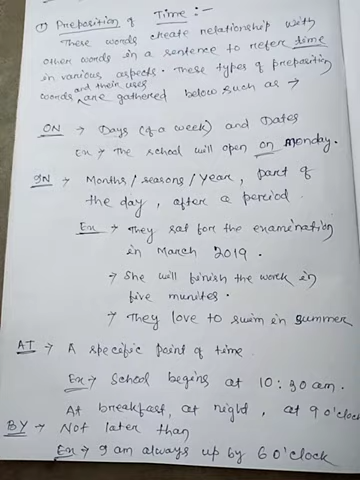 ① Preposition of Time :-
These words create relationship with
other words in a sentence to refer time
in various aspects. These types of preposition
and their uses
words are gathered below such as →
ON → Days (of a week) and Dates
Ex → The school will open on Monday.
IN → Months/seasons/Year, part of
the day, after a period.
Ex → They sat for the examination
in March 2019.
→ She will finish the work in
five munites.
→ They love to swim in summer
AT → A specific point of time.
Ex → School begins at 10:30 am.
At breakfast, at night, at 9 o'clock
BY → Not later than
Ex → I am always up by 6 o'clock